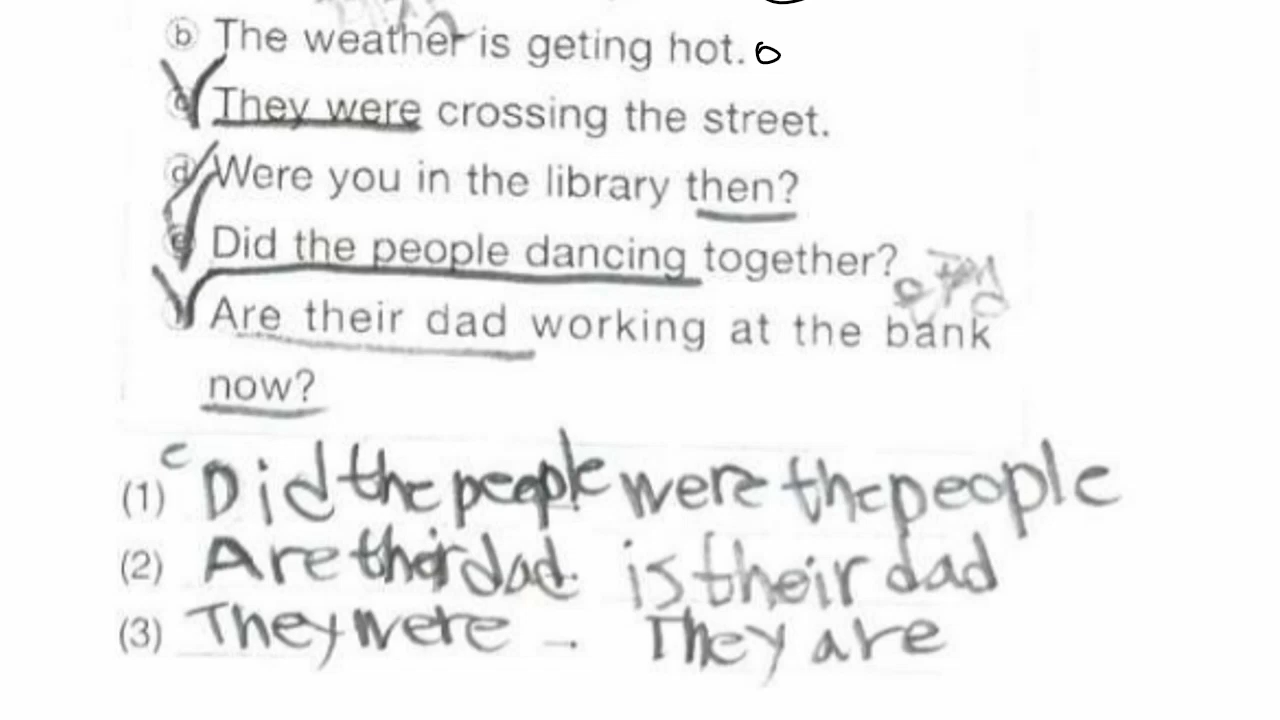 ⓑ The weather is geting hot.
They were crossing the street.
ⓓ Were you in the library then?
ⓔ Did the people dancing together?
Are their dad working at the bank
now?
(1) c Did the people were the people
(2) Are their dad. is their dad
(3) They were – They are